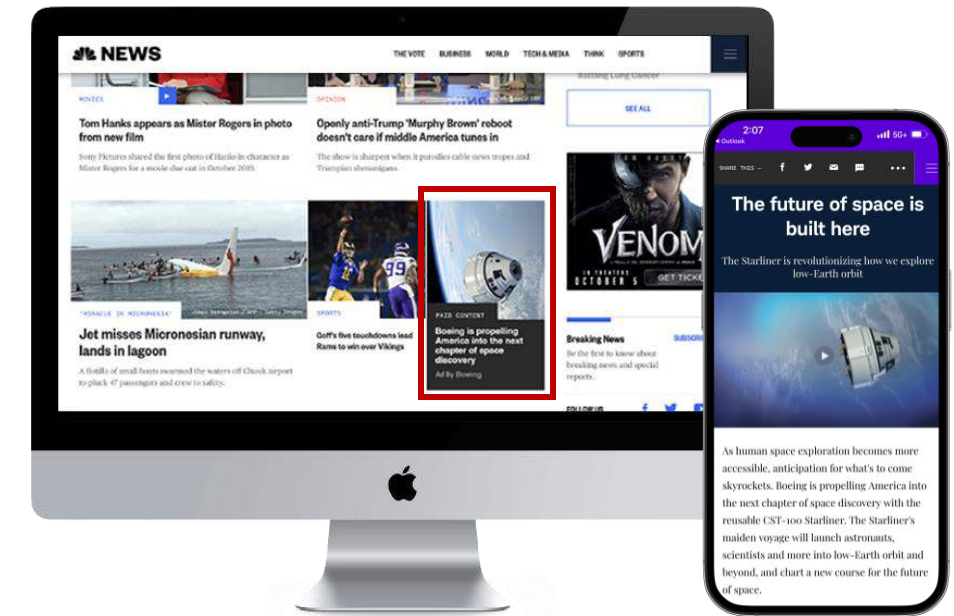 NEWS
THE VOTE BUSINESS WORLD TECH & MEDIA THINK SPORTS
Battling Lung Cancer
SEE ALL
MOVIES
Tom Hanks appears as Mister Rogers in photo
from new film
Sony Pictures shared the first photo of Hanks in character as
Mister Rogers for a movie due out in October 2019.
OPINION
Openly anti-Trump 'Murphy Brown' reboot
doesn't care if middle America tunes in
The show is sharpest when it parodies cable news tropes and
Trumpian shenanigans.
'MIRACLE IN MICRONESIA'
Jet misses Micronesian runway,
lands in lagoon
A flotilla of small boats swarmed the waters off Chuuk airport
to pluck 47 passengers and crew to safety.
99
SPORTS
Goff's five touchdowns lead
Rams to win over Vikings
PAID CONTENT
Boeing is propelling
America into the next
chapter of space
discovery
Ad By Boeing
TOM HARDY
VENOM
IN THEATERS
OCTOBER 5
GET TICKE
Breaking News SUBSCRI
Be the first to know about
breaking news and special
reports.
FOLLOW US
2:07 5G+
Outlook
SHARE THIS —
The future of space is
built here
The Starliner is revolutionizing how we explore
low-Earth orbit
As human space exploration becomes more
accessible, anticipation for what's to come
skyrockets. Boeing is propelling America into
the next chapter of space discovery with the
reusable CST-100 Starliner. The Starliner's
maiden voyage will launch astronauts,
scientists and more into low-Earth orbit and
beyond, and chart a new course for the future
of space.